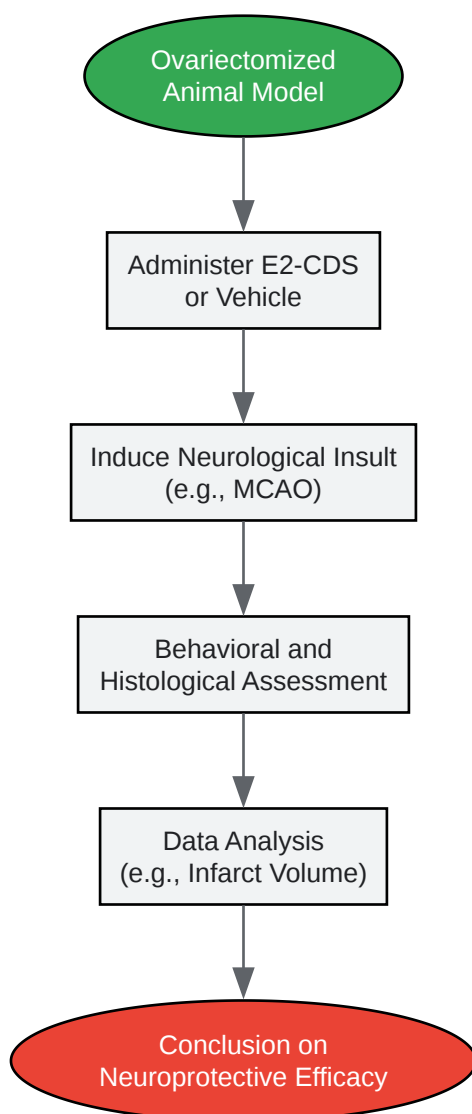 Ovariectomized
Animal Model
Administer E2-CDS
or Vehicle
Induce Neurological Insult
(e.g., MCAO)
Behavioral and
Histological Assessment
Data Analysis
(e.g., Infarct Volume)
Conclusion on
Neuroprotective Efficacy